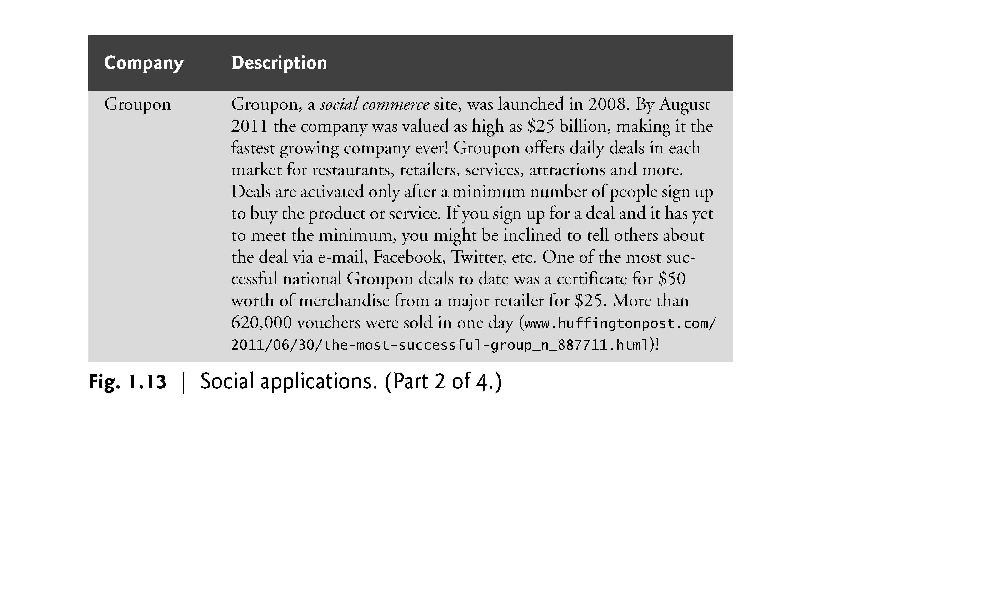 Company Description
Groupon Groupon, a social commerce site, was launched in 2008. By August
2011 the company was valued as high as $25 billion, making it the
fastest growing company ever! Groupon offers daily deals in each
market for restaurants, retailers, services, attractions and more.
Deals are activated only after a minimum number of people sign up
to buy the product or service. If you sign up for a deal and it has yet
to meet the minimum, you might be inclined to tell others about
the deal via e-mail, Facebook, Twitter, etc. One of the most suc-
cessful national Groupon deals to date was a certificate for $50
worth of merchandise from a major retailer for $25. More than
620,000 vouchers were sold in one day (www.huffingtonpost.com/
2011/06/30/the-most-successful-group_n_887711.html)!
Fig. 1.13 | Social applications. (Part 2 of 4.)